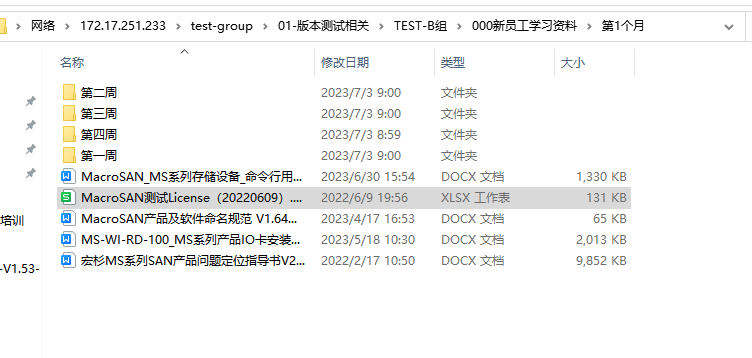 网络 > 172.17.251.233 > test-group > 01-版本测试相关 > TEST-B组 > 000新员工学习资料 > 第1个月
名称 修改日期 类型 大小
第二周 2023/7/3 9:00 文件夹
第三周 2023/7/3 9:00 文件夹
第四周 2023/7/3 8:59 文件夹
第一周 2023/7/3 9:00 文件夹
MacroSAN_MS系列存储设备_命令行用... 2023/6/30 15:54 DOCX 文档 1,330 KB
MacroSAN测试License（20220609）.... 2022/6/9 19:56 XLSX 工作表 131 KB
MacroSAN产品及软件命名规范 V1.64... 2023/4/17 16:53 DOCX 文档 65 KB
培训
MS-WI-RD-100_MS系列产品IO卡安装... 2023/5/18 10:30 DOCX 文档 2,013 KB
宏杉MS系列SAN产品问题定位指导书V2... 2022/2/17 10:50 DOCX 文档 9,852 KB
-V1.53-